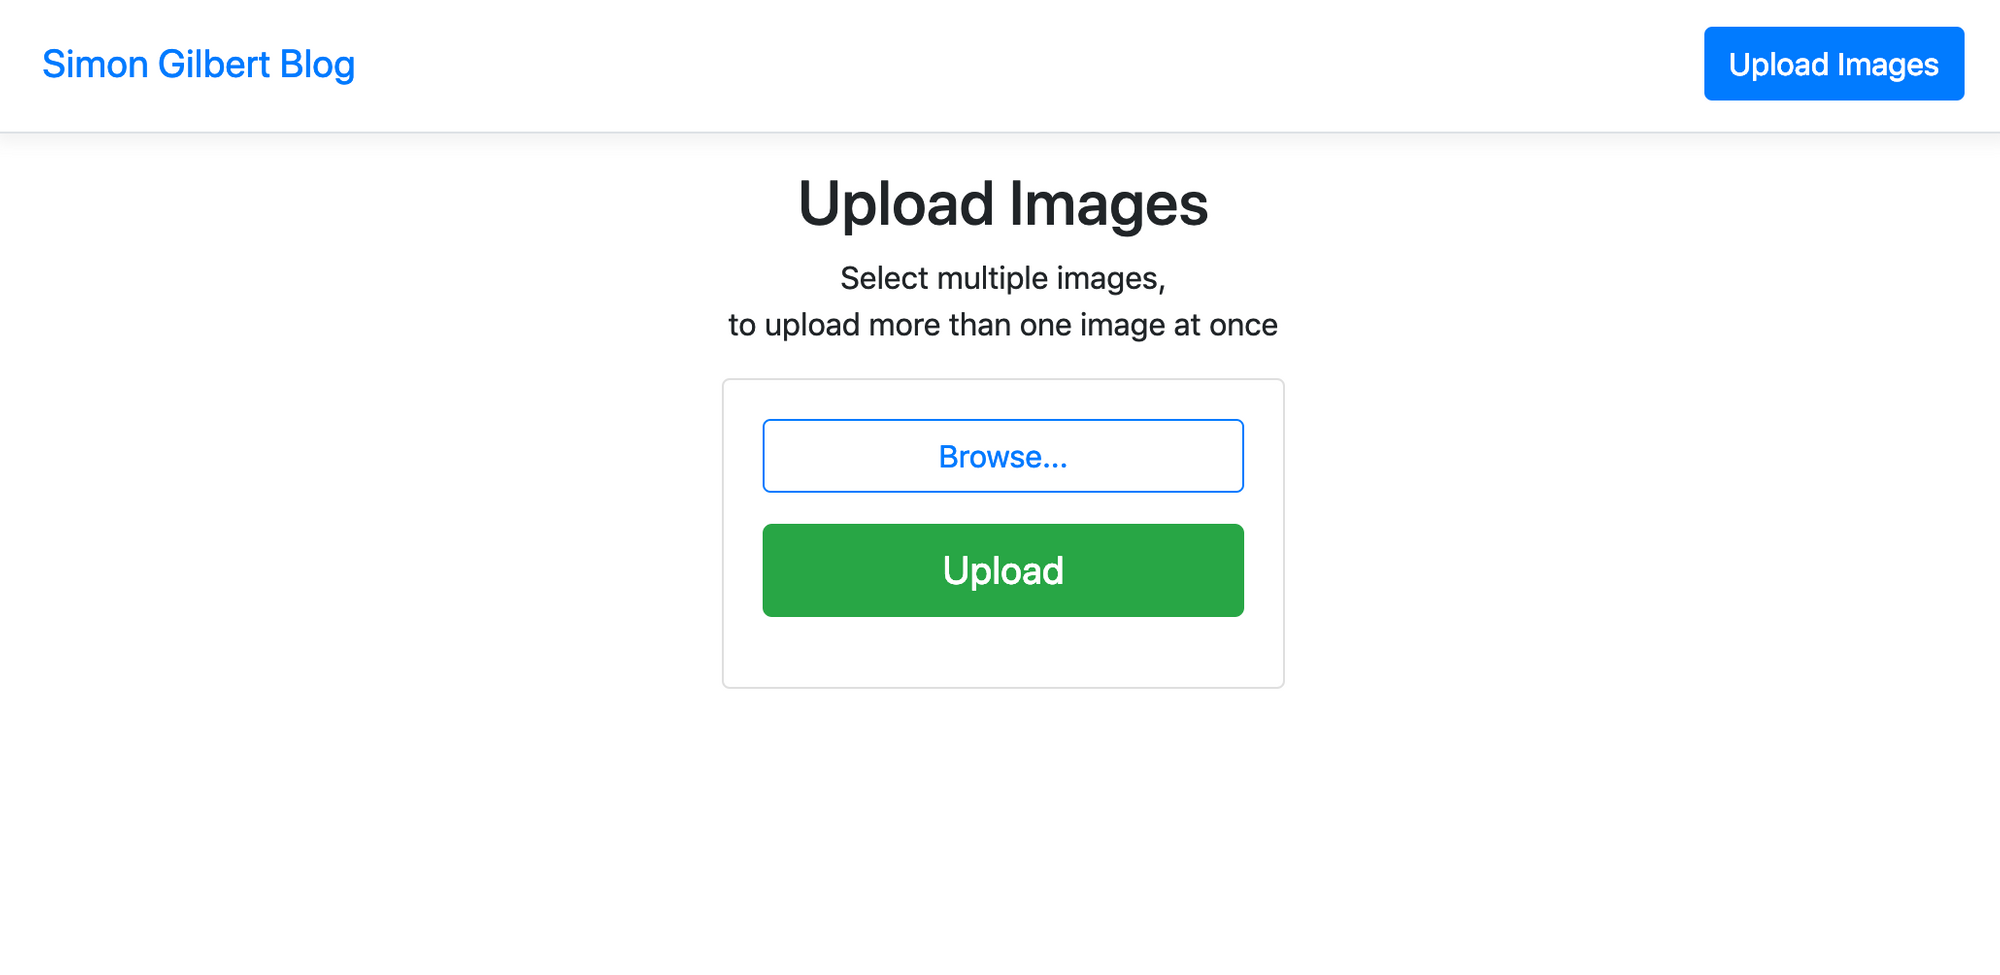 Simon Gilbert Blog
Upload Images
Upload Images
Select multiple images,
to upload more than one image at once
Browse...
Upload